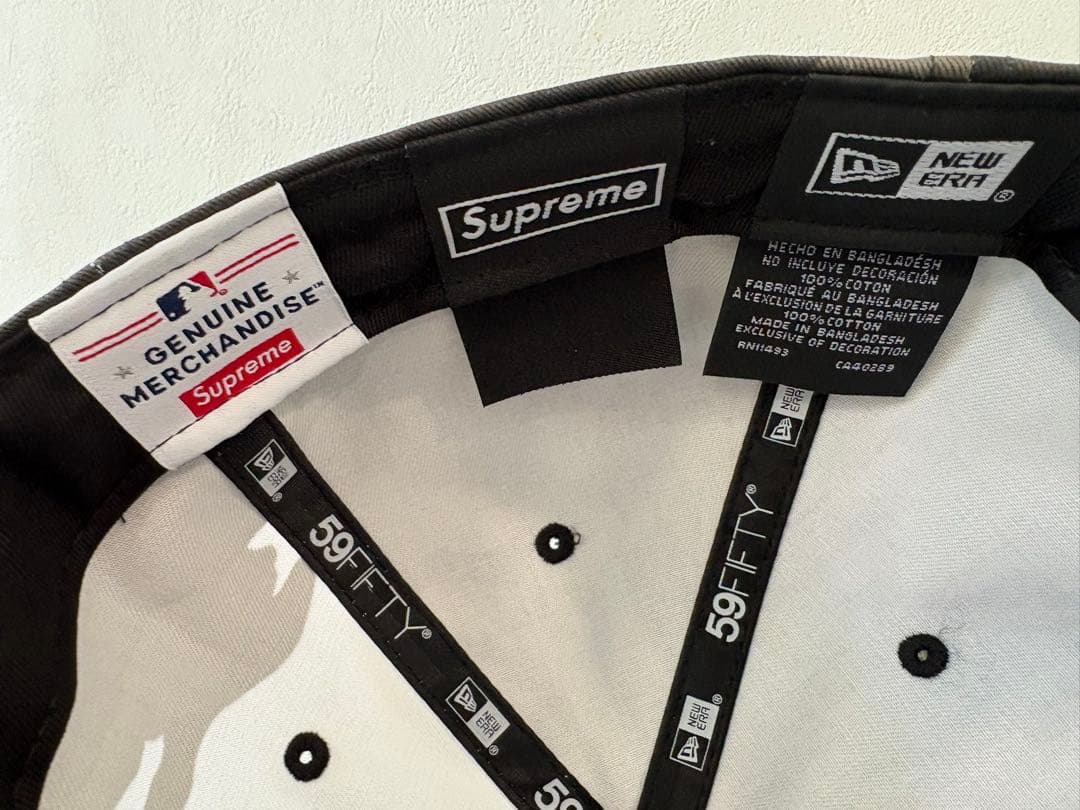 GENUINE
MERCHANDISE™
Supreme
Supreme
NEW
ERA®
HECHO EN BANGLADÉSH
NO INCLUYE DECORACIÓN
100% COTON
FABRIQUÉ AU BANGLADESH
À L'EXCLUSION DE LA GARNITURE
100% COTTON
MADE IN BANGLADESH
EXCLUSIVE OF DECORATION
RN11493
CA40289
NEW
ERA
59FIFTY®
NEW
ERA®
59
NEW
ERA
59FIFTY®
NEW
ERA®